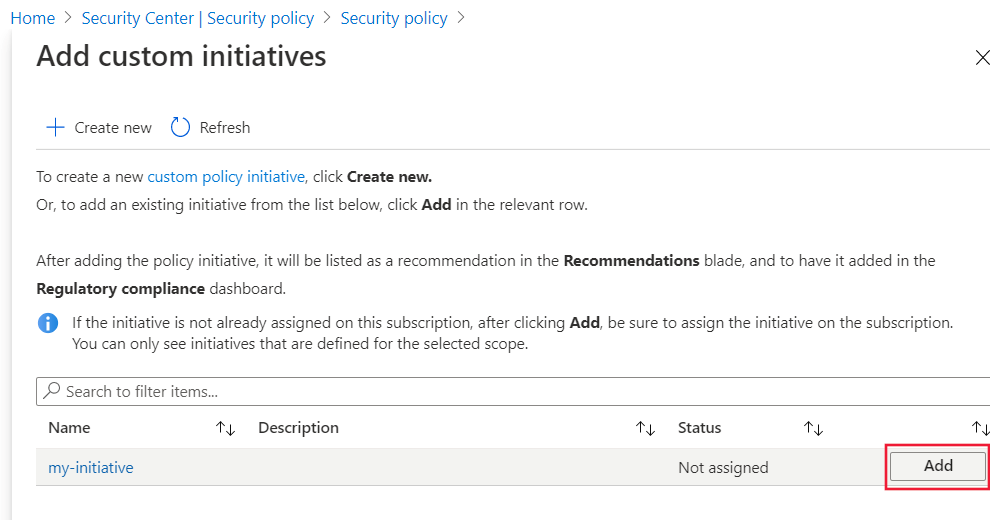 Home > Security Center | Security policy > Security policy >
Add custom initiatives
Create new Refresh
To create a new custom policy initiative, click Create new.
Or, to add an existing initiative from the list below, click Add in the relevant row.
After adding the policy initiative, it will be listed as a recommendation in the Recommendations blade, and to have it added in the
Regulatory compliance dashboard.
If the initiative is not already assigned on this subscription, after clicking Add, be sure to assign the initiative on the subscription.
You can only see initiatives that are defined for the selected scope.
Search to filter items...
Name Description Status
my-initiative Not assigned Add